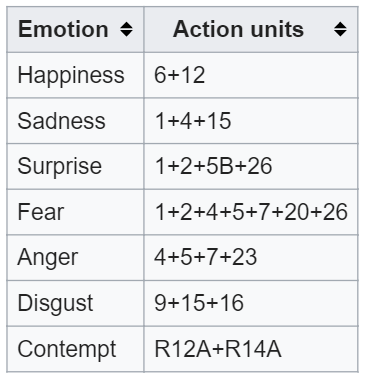 Emotion Action units
Happiness 6+12
Sadness 1+4+15
Surprise 1+2+5B+26
Fear 1+2+4+5+7+20+26
Anger 4+5+7+23
Disgust 9+15+16
Contempt R12A+R14A